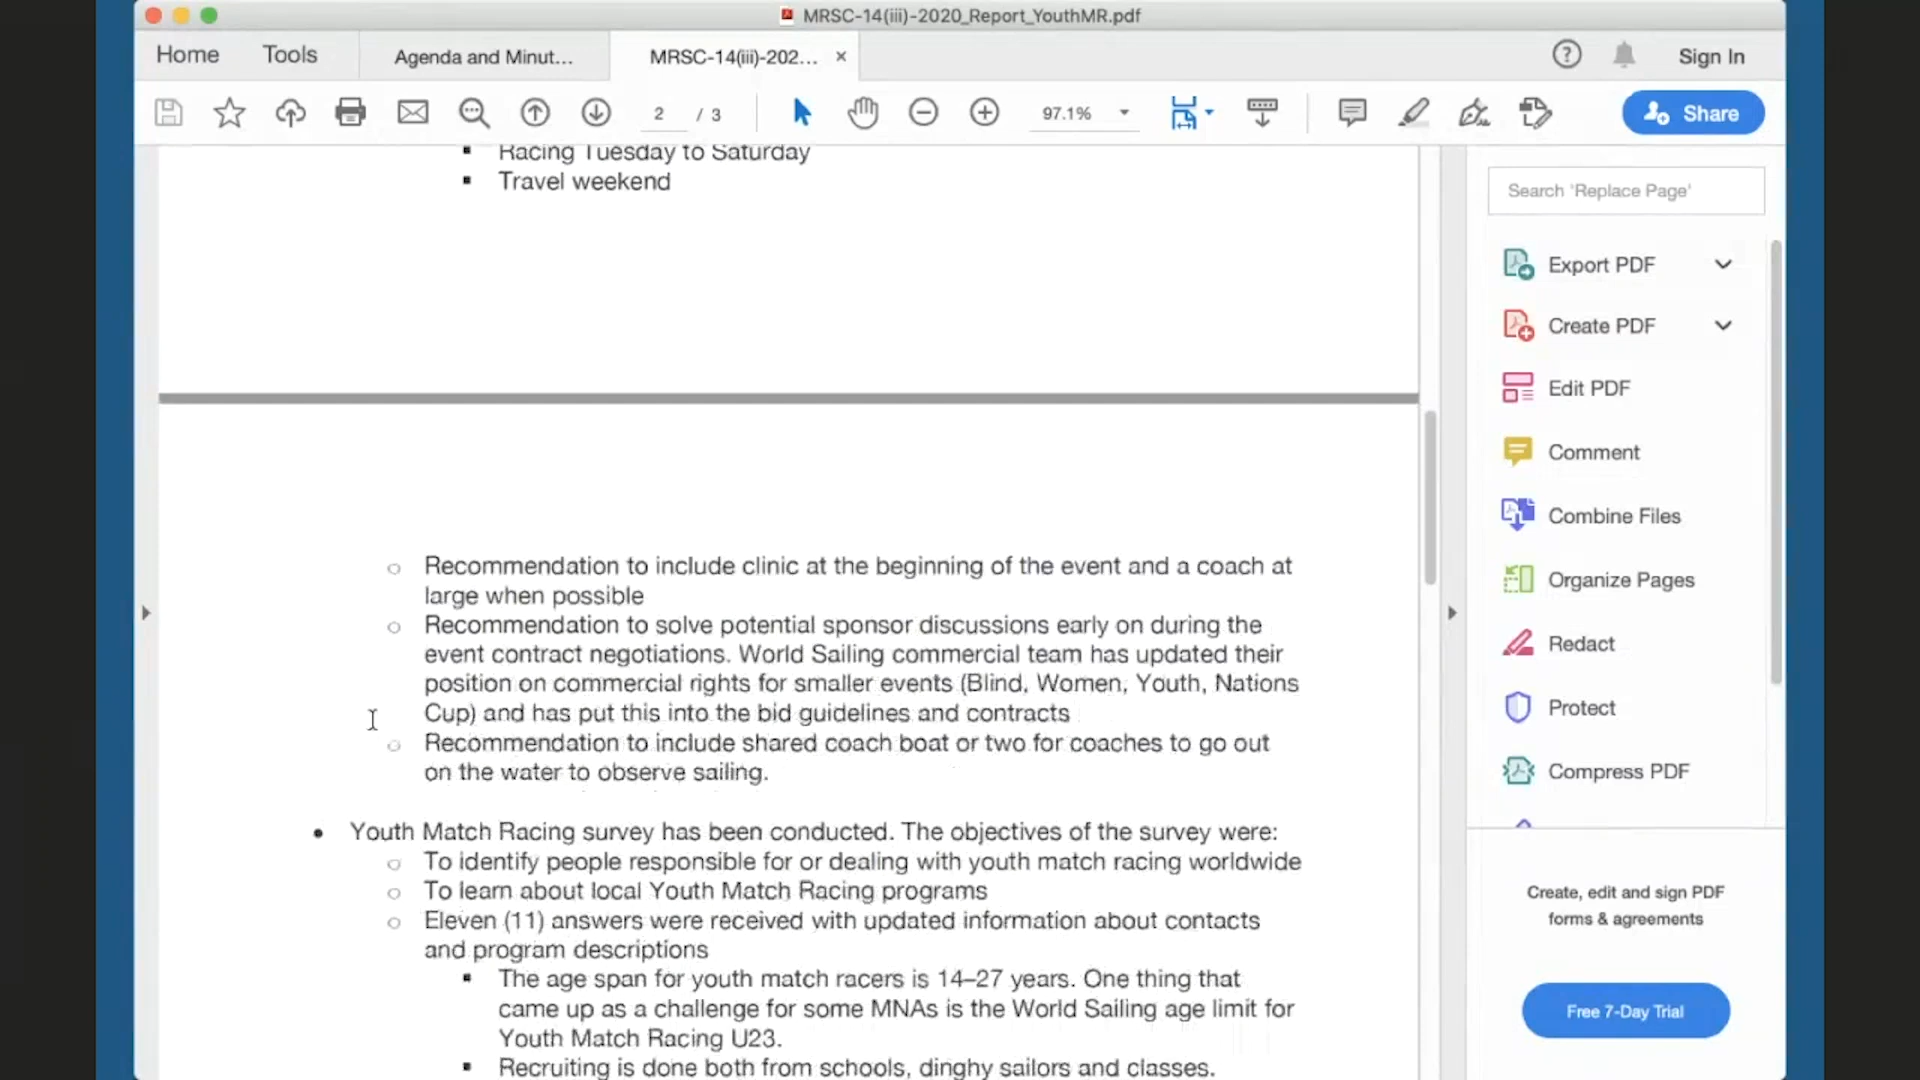 MRSC-14(iii)-2020_Report_YouthMR.pdf
Home Tools Agenda and Minut... MRSC-14(iii)-202... × Sign In
2 / 3 97.1% Share
Racing Tuesday to Saturday
Travel weekend
Search 'Replace Page'
Export PDF
Create PDF
Edit PDF
Comment
Combine Files
Organize Pages
Redact
Protect
Compress PDF
Recommendation to include clinic at the beginning of the event and a coach at
large when possible
Recommendation to solve potential sponsor discussions early on during the
event contract negotiations. World Sailing commercial team has updated their
position on commercial rights for smaller events (Blind, Women, Youth, Nations
Cup) and has put this into the bid guidelines and contracts
Recommendation to include shared coach boat or two for coaches to go out
on the water to observe sailing.
Youth Match Racing survey has been conducted. The objectives of the survey were:
To identify people responsible for or dealing with youth match racing worldwide
To learn about local Youth Match Racing programs
Eleven (11) answers were received with updated information about contacts
and program descriptions
The age span for youth match racers is 14–27 years. One thing that
came up as a challenge for some MNAs is the World Sailing age limit for
Youth Match Racing U23.
Recruiting is done both from schools, dinghy sailors and classes.
Create, edit and sign PDF
forms & agreements
Free 7-Day Trial